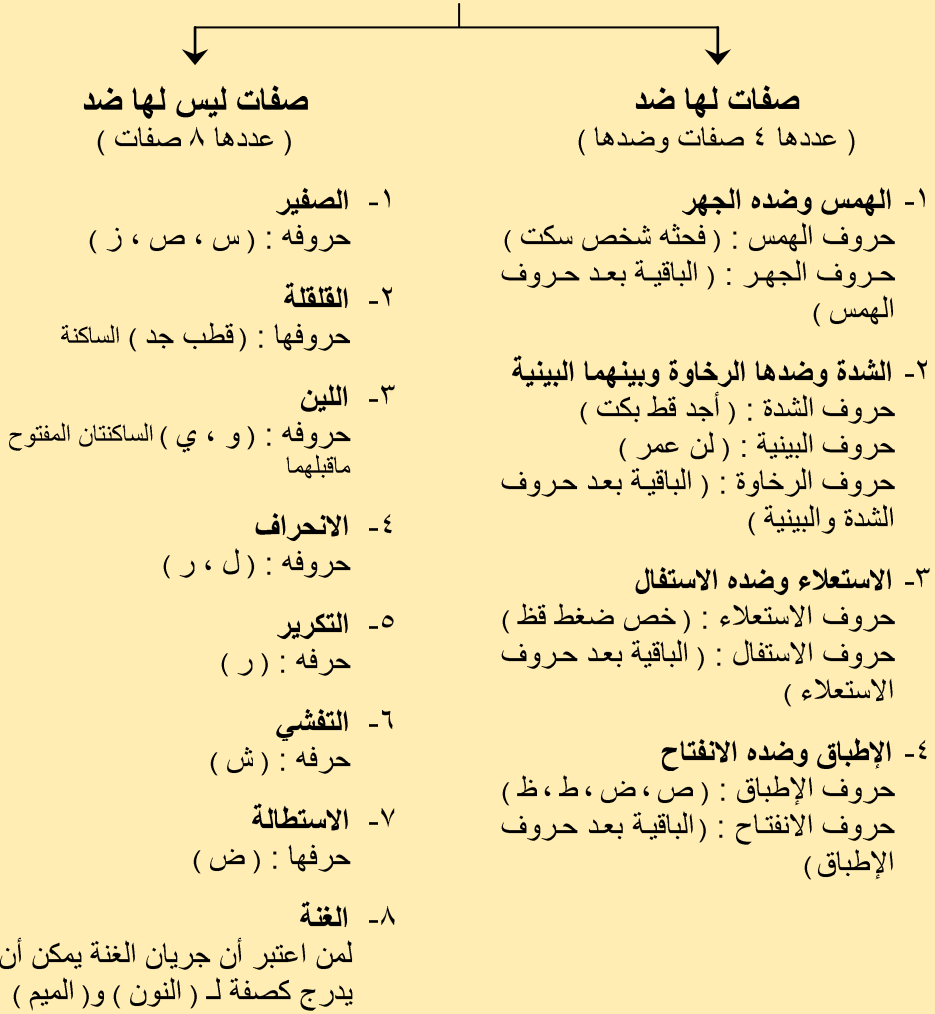 صفات لها ضد
( عددها ٤ صفات وضدها )
١- الهمس وضده الجهر
حروف الهمس : ( فحثه شخص سكت )
حروف الجهر : ( الباقية بعد حروف
الهمس )
٢- الشدة وضدها الرخاوة وبينهما البينية
حروف الشدة : ( أجد قط بكت )
حروف البينية : ( لن عمر )
حروف الرخاوة : ( الباقية بعد حروف
الشدة والبينية )
٣- الاستعلاء وضده الاستفال
حروف الاستعلاء : ( خص ضغط قظ )
حروف الاستفال : ( الباقية بعد حروف
الاستعلاء )
٤- الإطباق وضده الانفتاح
حروف الإطباق : ( ص ، ض ، ط ، ظ )
حروف الانفتاح : (الباقية بعد حروف
الإطباق )
صفات ليس لها ضد
( عددها ٨ صفات )
١- الصفير
حروفه : ( س ، ص ، ز )
٢- القلقلة
حروفها : ( قطب جد ) الساكنة
٣- اللين
حروفه : ( و ، ي ) الساكنتان المفتوح
ماقبلهما
٤- الانحراف
حروفه : ( ل ، ر )
٥- التكرير
حرفه : ( ر )
٦- التفشي
حرفه : ( ش )
٧- الاستطالة
حرفها : ( ض )
٨- الغنة
لمن اعتبر أن جريان الغنة يمكن أن
يدرج كصفة لـ ( النون ) و( الميم )